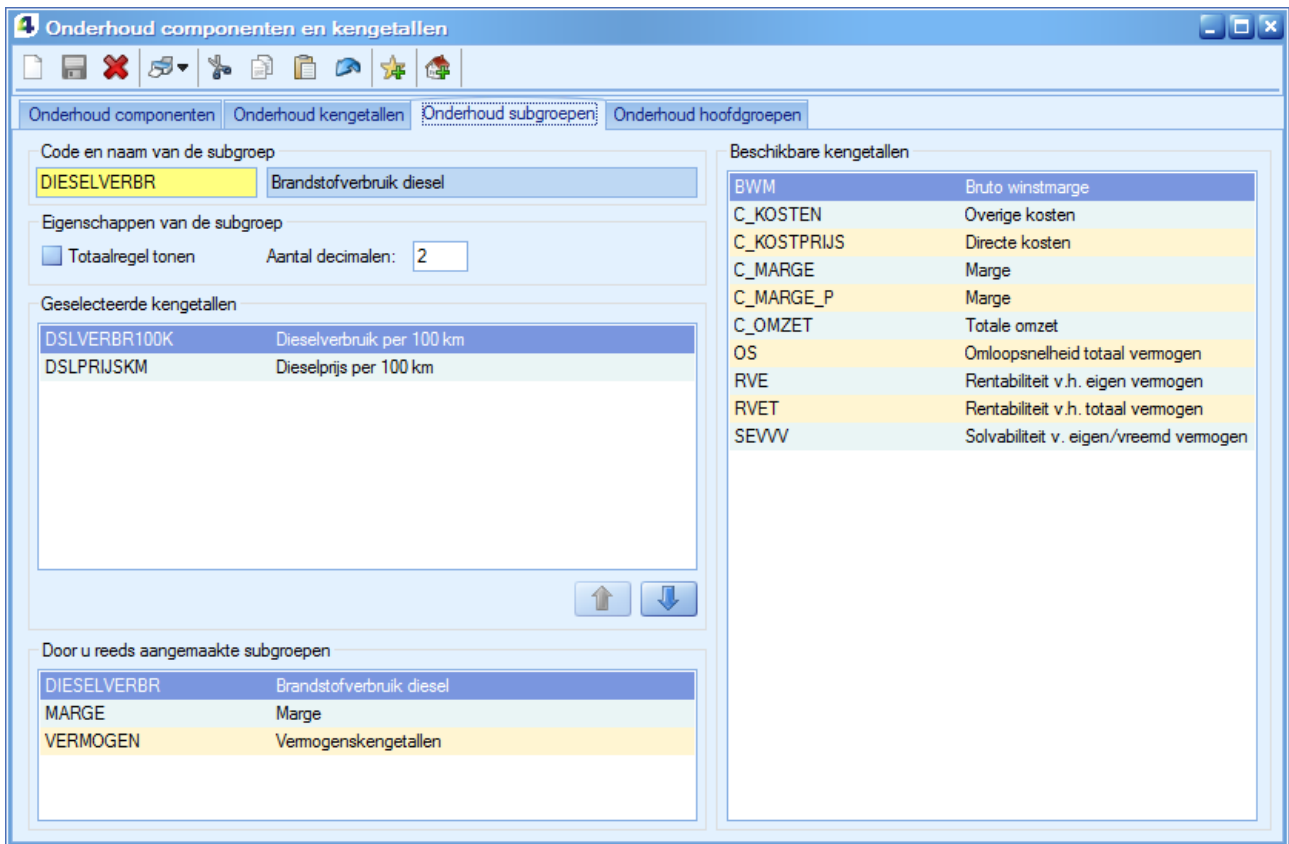 Onderhoud componenten en kengetallen
Onderhoud componenten Onderhoud kengetallen Onderhoud subgroepen Onderhoud hoofdgroepen
Code en naam van de subgroep
DIESELVERBR Brandstofverbruik diesel
Eigenschappen van de subgroep
Totaalregel tonen Aantal decimalen: 2
Geselecteerde kengetallen
DSLVERBR100K Dieselverbruik per 100 km
DSLPRIJSKM Dieselprijs per 100 km
Door u reeds aangemaakte subgroepen
DIESELVERBR Brandstofverbruik diesel
MARGE Marge
VERMOGEN Vermogenskengetallen
Beschikbare kengetallen
BWM Bruto winstmarge
C_KOSTEN Overige kosten
C_KOSTPRIJS Directe kosten
C_MARGE Marge
C_MARGE_P Marge
C_OMZET Totale omzet
OS Omloopsnelheid totaal vermogen
RVE Rentabiliteit v.h. eigen vermogen
RVET Rentabiliteit v.h. totaal vermogen
SEVVV Solvabiliteit v. eigen/vreemd vermogen